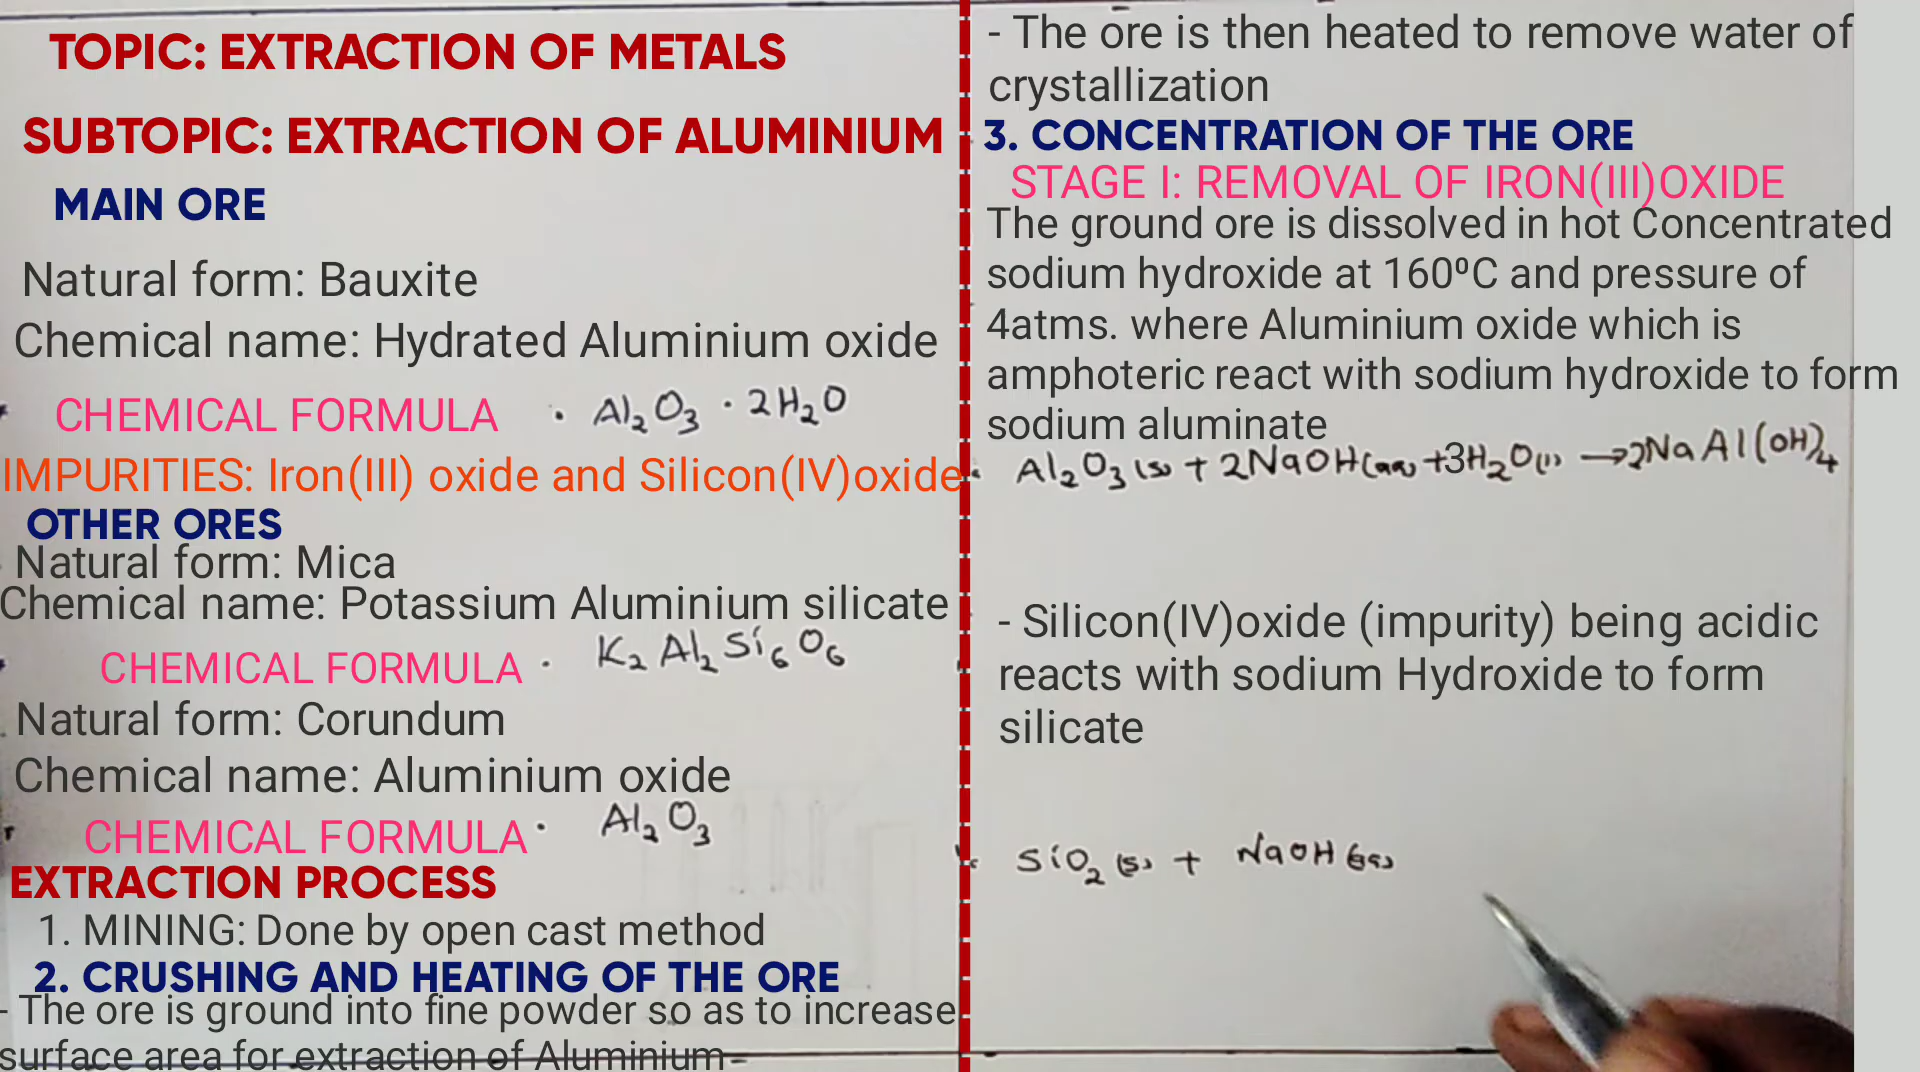 TOPIC: EXTRACTION OF METALS
SUBTOPIC: EXTRACTION OF ALUMINIUM
MAIN ORE
Natural form: Bauxite
Chemical name: Hydrated Aluminium oxide
CHEMICAL FORMULA · Al₂O₃ · 2H₂O
IMPURITIES: Iron(III) oxide and Silicon(IV)oxide
OTHER ORES
Natural form: Mica
Chemical name: Potassium Aluminium silicate
CHEMICAL FORMULA · K₂Al₂Si₆O₆
Natural form: Corundum
Chemical name: Aluminium oxide
CHEMICAL FORMULA · Al₂O₃
EXTRACTION PROCESS
1. MINING: Done by open cast method
2. CRUSHING AND HEATING OF THE ORE
- The ore is ground into fine powder so as to increase
surface area for extraction of Aluminium
- The ore is then heated to remove water of
crystallization
3. CONCENTRATION OF THE ORE
STAGE I: REMOVAL OF IRON(III)OXIDE
The ground ore is dissolved in hot Concentrated
sodium hydroxide at 160⁰C and pressure of
4atms. where Aluminium oxide which is
amphoteric react with sodium hydroxide to form
sodium aluminate
Al₂O₃(s) + 2NaOH(aq) + 3H₂O(l) → 2NaAl(OH)₄
- Silicon(IV)oxide (impurity) being acidic
reacts with sodium Hydroxide to form
silicate
SiO₂(s) + NaOH(aq)